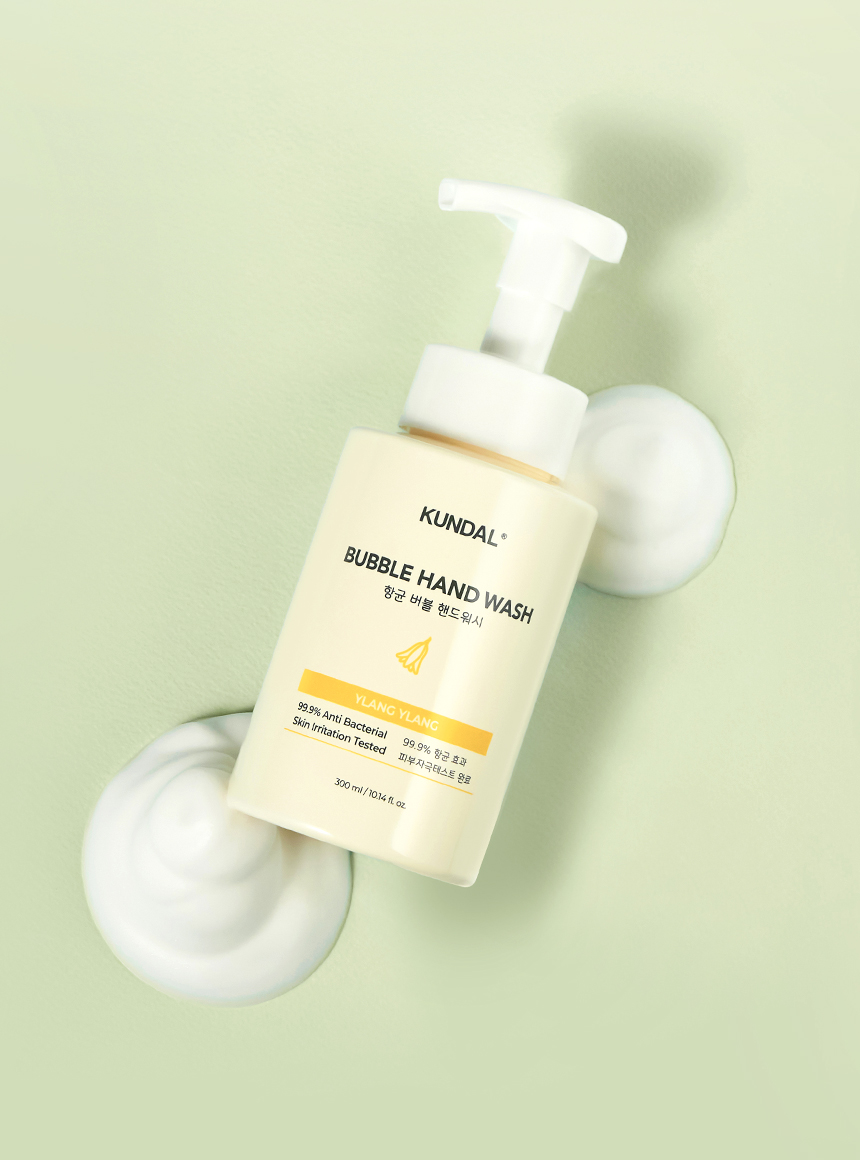 KUNDAL®
BUBBLE HAND WASH
항균 버블 핸드워시
YLANG YLANG
99.9% Anti Bacterial
Skin Irritation Tested
99.9% 항균 효과
피부자극테스트 완료
300 ml / 10.14 fl. oz.